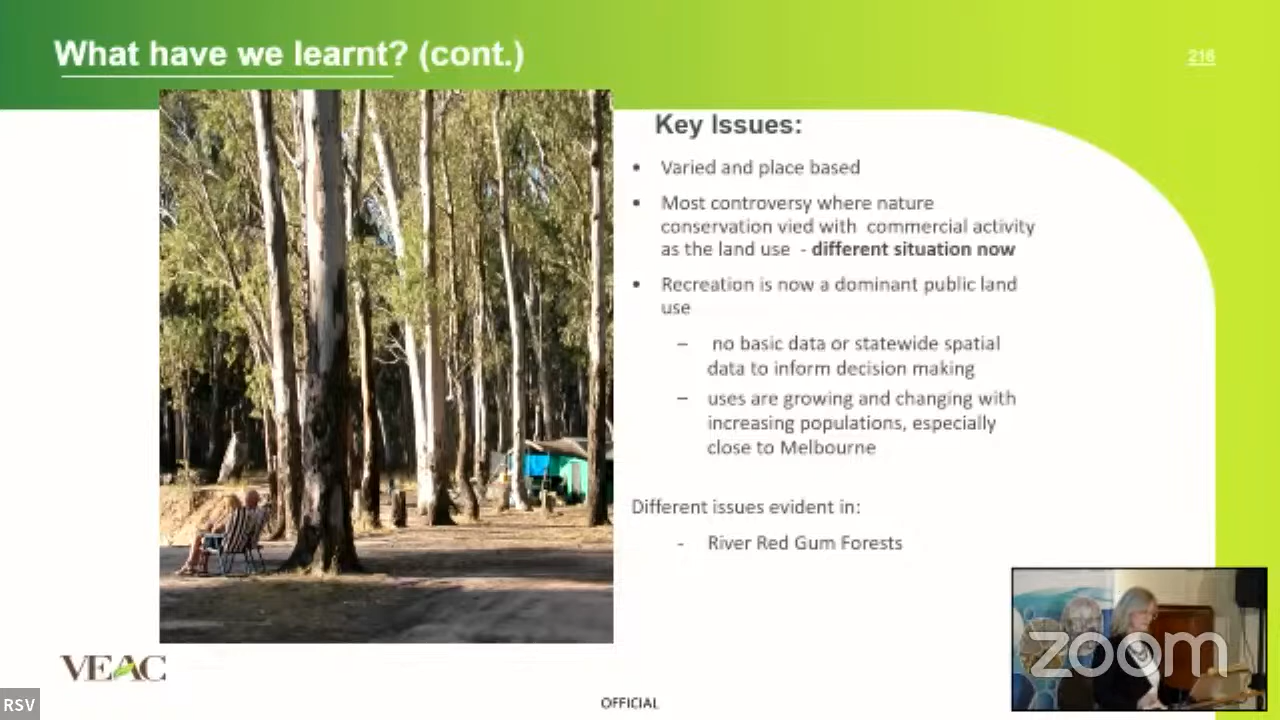 What have we learnt? (cont.)
216
Key Issues:
• Varied and place based
• Most controversy where nature
conservation vied with commercial activity
as the land use - different situation now
• Recreation is now a dominant public land
use
– no basic data or statewide spatial
data to inform decision making
– uses are growing and changing with
increasing populations, especially
close to Melbourne
Different issues evident in:
- River Red Gum Forests
VEAC
zoom
RSV
OFFICIAL